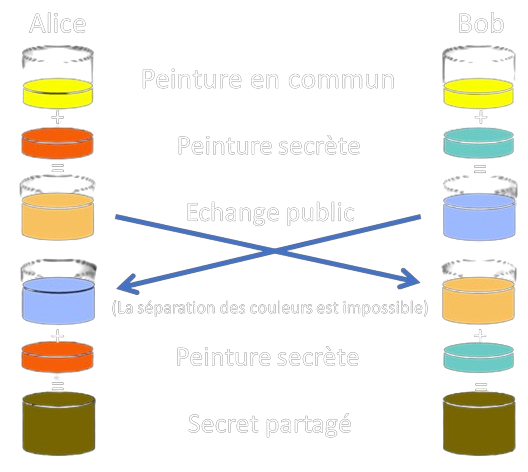 Alice
Bob
Peinture en commun
+
+
Peinture secrète
=
=
Echange public
(La séparation des couleurs est impossible)
+
+
Peinture secrète
=
=
Secret partagé